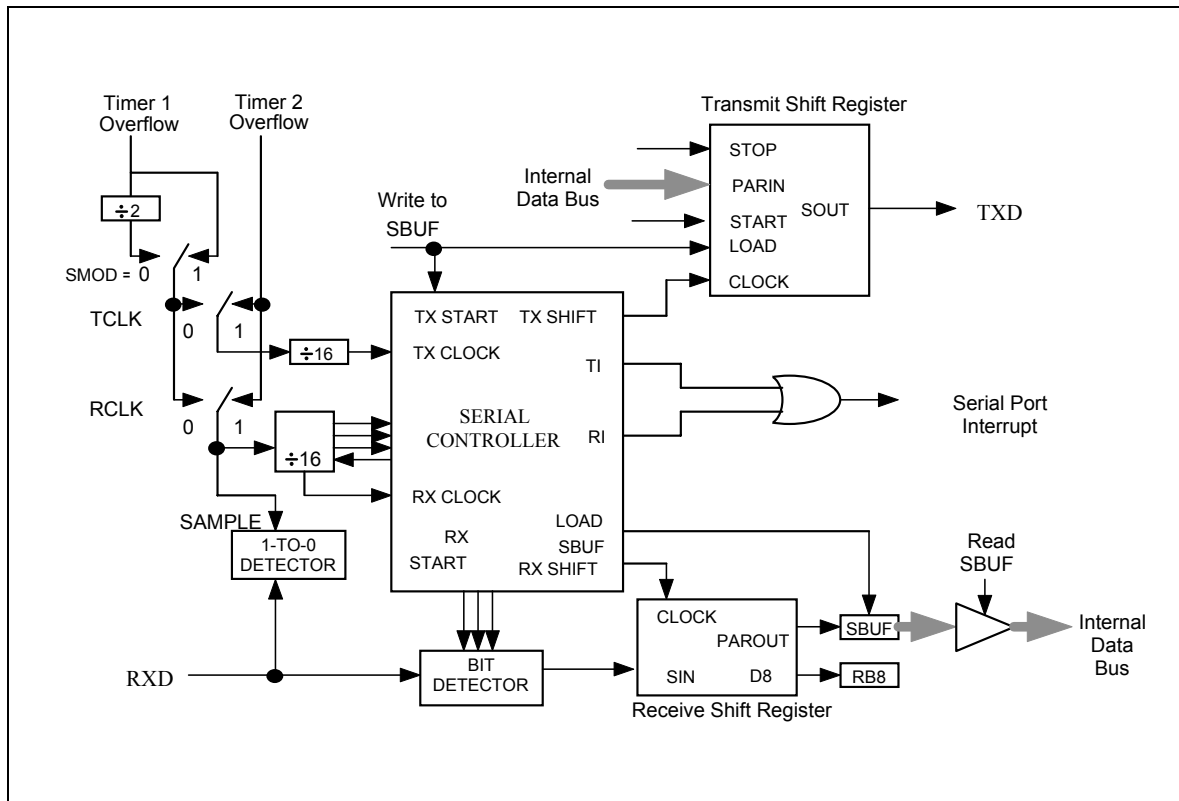 Timer 1
Overflow
Timer 2
Overflow
÷2
SMOD = 0
1
TCLK
0
1
÷16
RCLK
0
1
÷16
SAMPLE
1-TO-0
DETECTOR
RXD
Write to
SBUF
TX START
TX SHIFT
TX CLOCK
TI
SERIAL
CONTROLLER
RI
RX CLOCK
LOAD
SBUF
RX
START
RX SHIFT
BIT
DETECTOR
Transmit Shift Register
Internal
Data Bus
STOP
PARIN
SOUT
START
LOAD
CLOCK
TXD
Serial Port
Interrupt
CLOCK
PAROUT
SIN
D8
Receive Shift Register
SBUF
RB8
Read
SBUF
Internal
Data
Bus